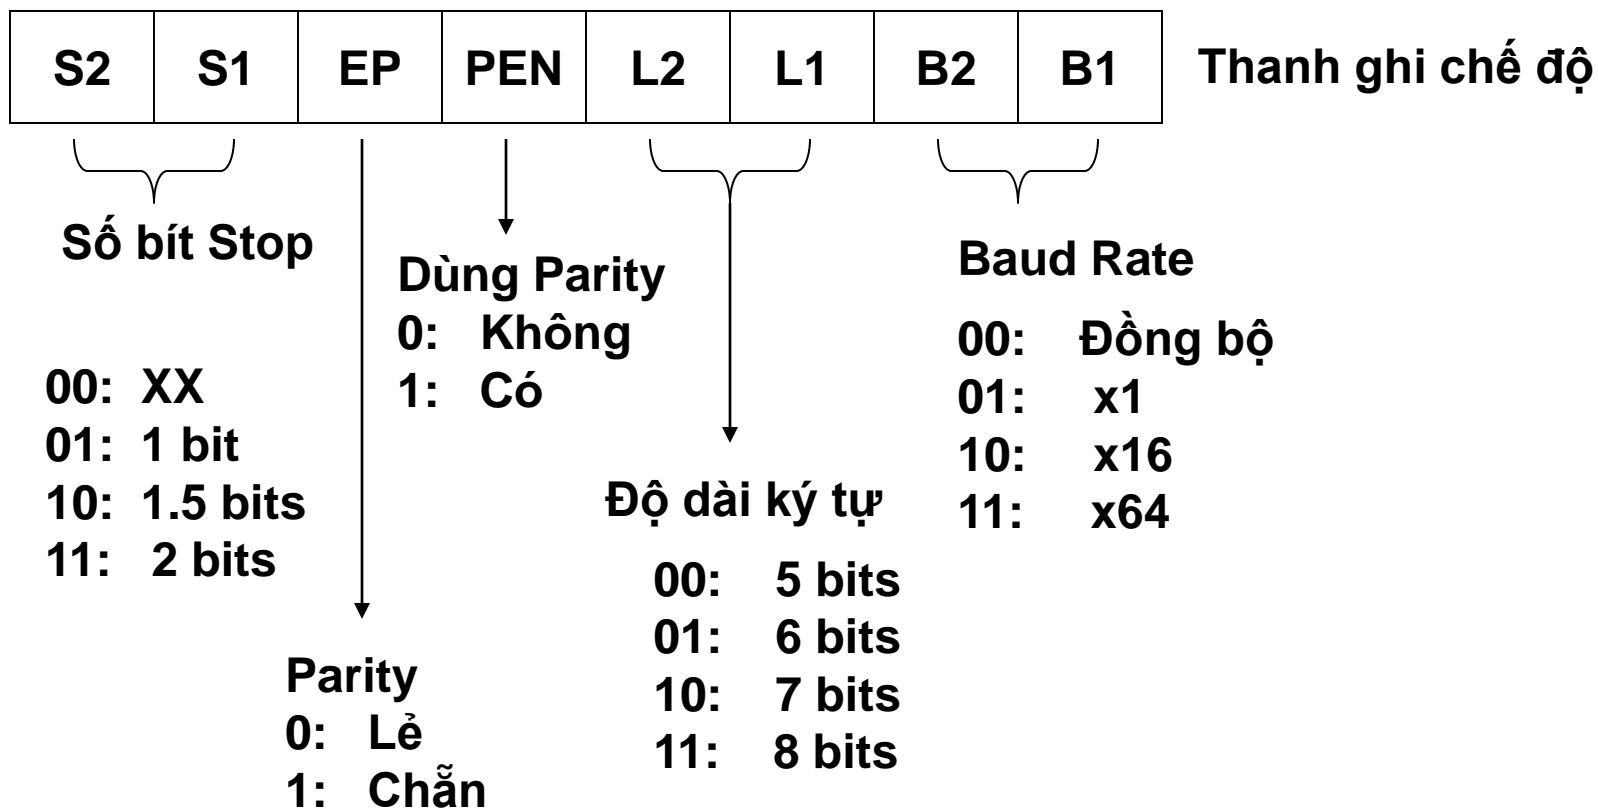 S2 S1 EP PEN L2 L1 B2 B1 Thanh ghi chế độ
Số bít Stop
00: XX
01: 1 bit
10: 1.5 bits
11: 2 bits
Parity
0: Lẻ
1: Chẵn
Dùng Parity
0: Không
1: Có
Độ dài ký tự
00: 5 bits
01: 6 bits
10: 7 bits
11: 8 bits
Baud Rate
00: Đồng bộ
01: x1
10: x16
11: x64